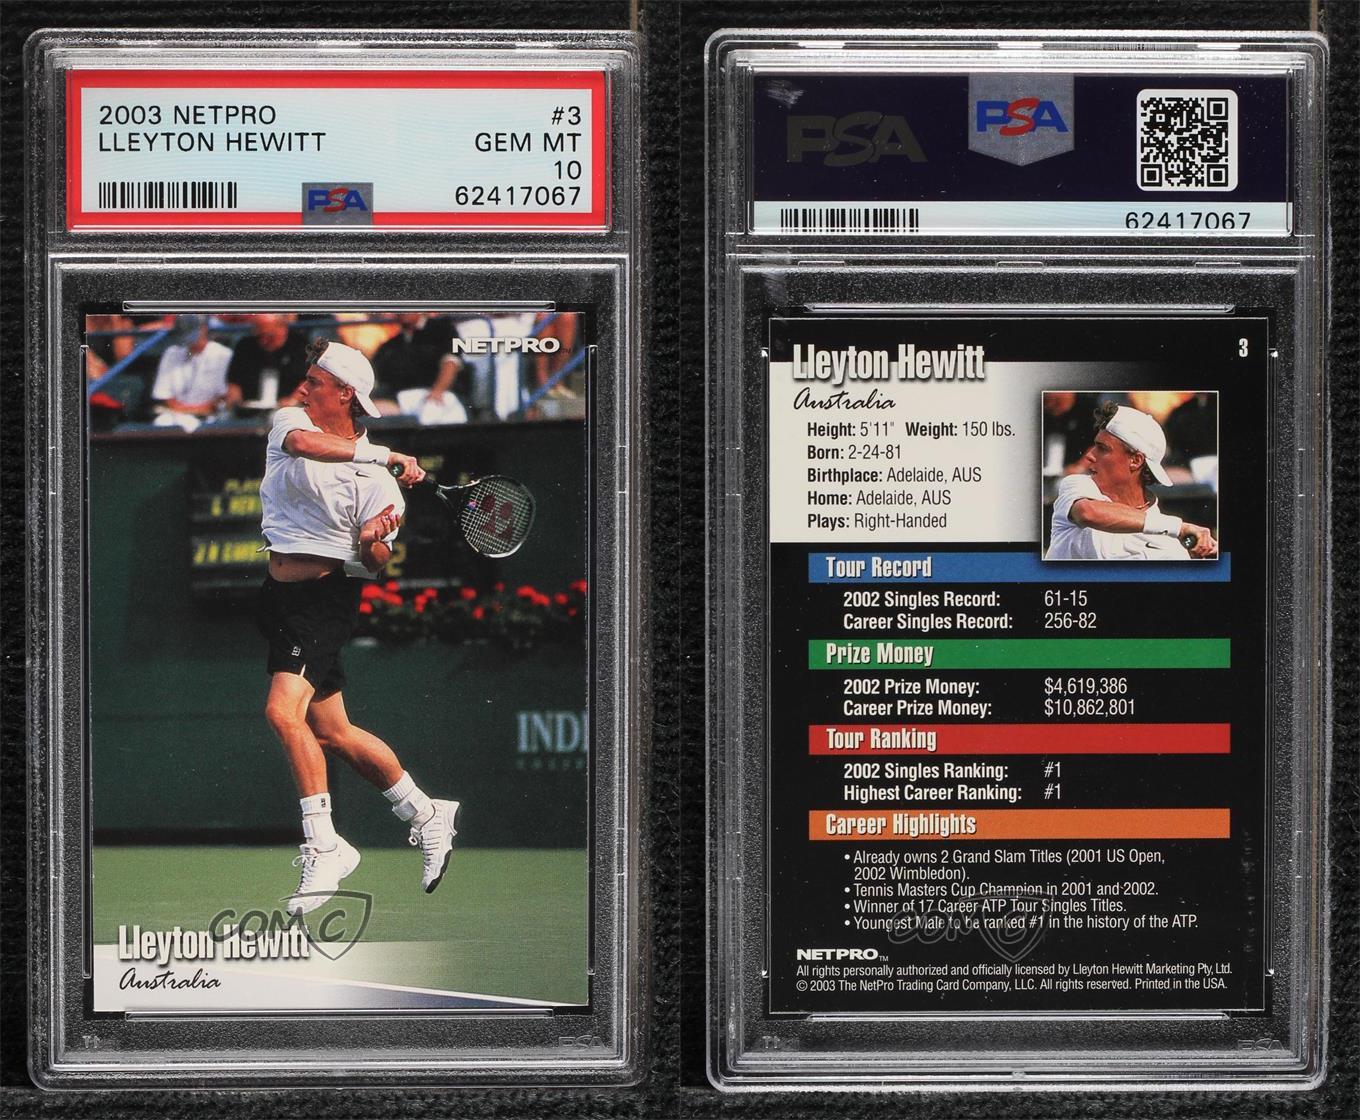 2003 NETPRO #3
LLEYTON HEWITT GEM MT
10
PSA 62417067
NETPRO™
IND
Lleyton Hewitt
Australia
COMC
PSA
PSA PSA
62417067
Lleyton Hewitt 3
Australia
Height: 5'11" Weight: 150 lbs.
Born: 2-24-81
Birthplace: Adelaide, AUS
Home: Adelaide, AUS
Plays: Right-Handed
Tour Record
2002 Singles Record: 61-15
Career Singles Record: 256-82
Prize Money
2002 Prize Money: $4,619,386
Career Prize Money: $10,862,801
Tour Ranking
2002 Singles Ranking: #1
Highest Career Ranking: #1
Career Highlights
• Already owns 2 Grand Slam Titles (2001 US Open,
2002 Wimbledon).
• Tennis Masters Cup Champion in 2001 and 2002.
• Winner of 17 Career ATP Tour Singles Titles.
• Youngest Male to be ranked #1 in the history of the ATP.
COMC
NETPRO™
All rights personally authorized and officially licensed by Lleyton Hewitt Marketing Pty, Ltd.
© 2003 The NetPro Trading Card Company, LLC. All rights reserved. Printed in the USA.
PSA